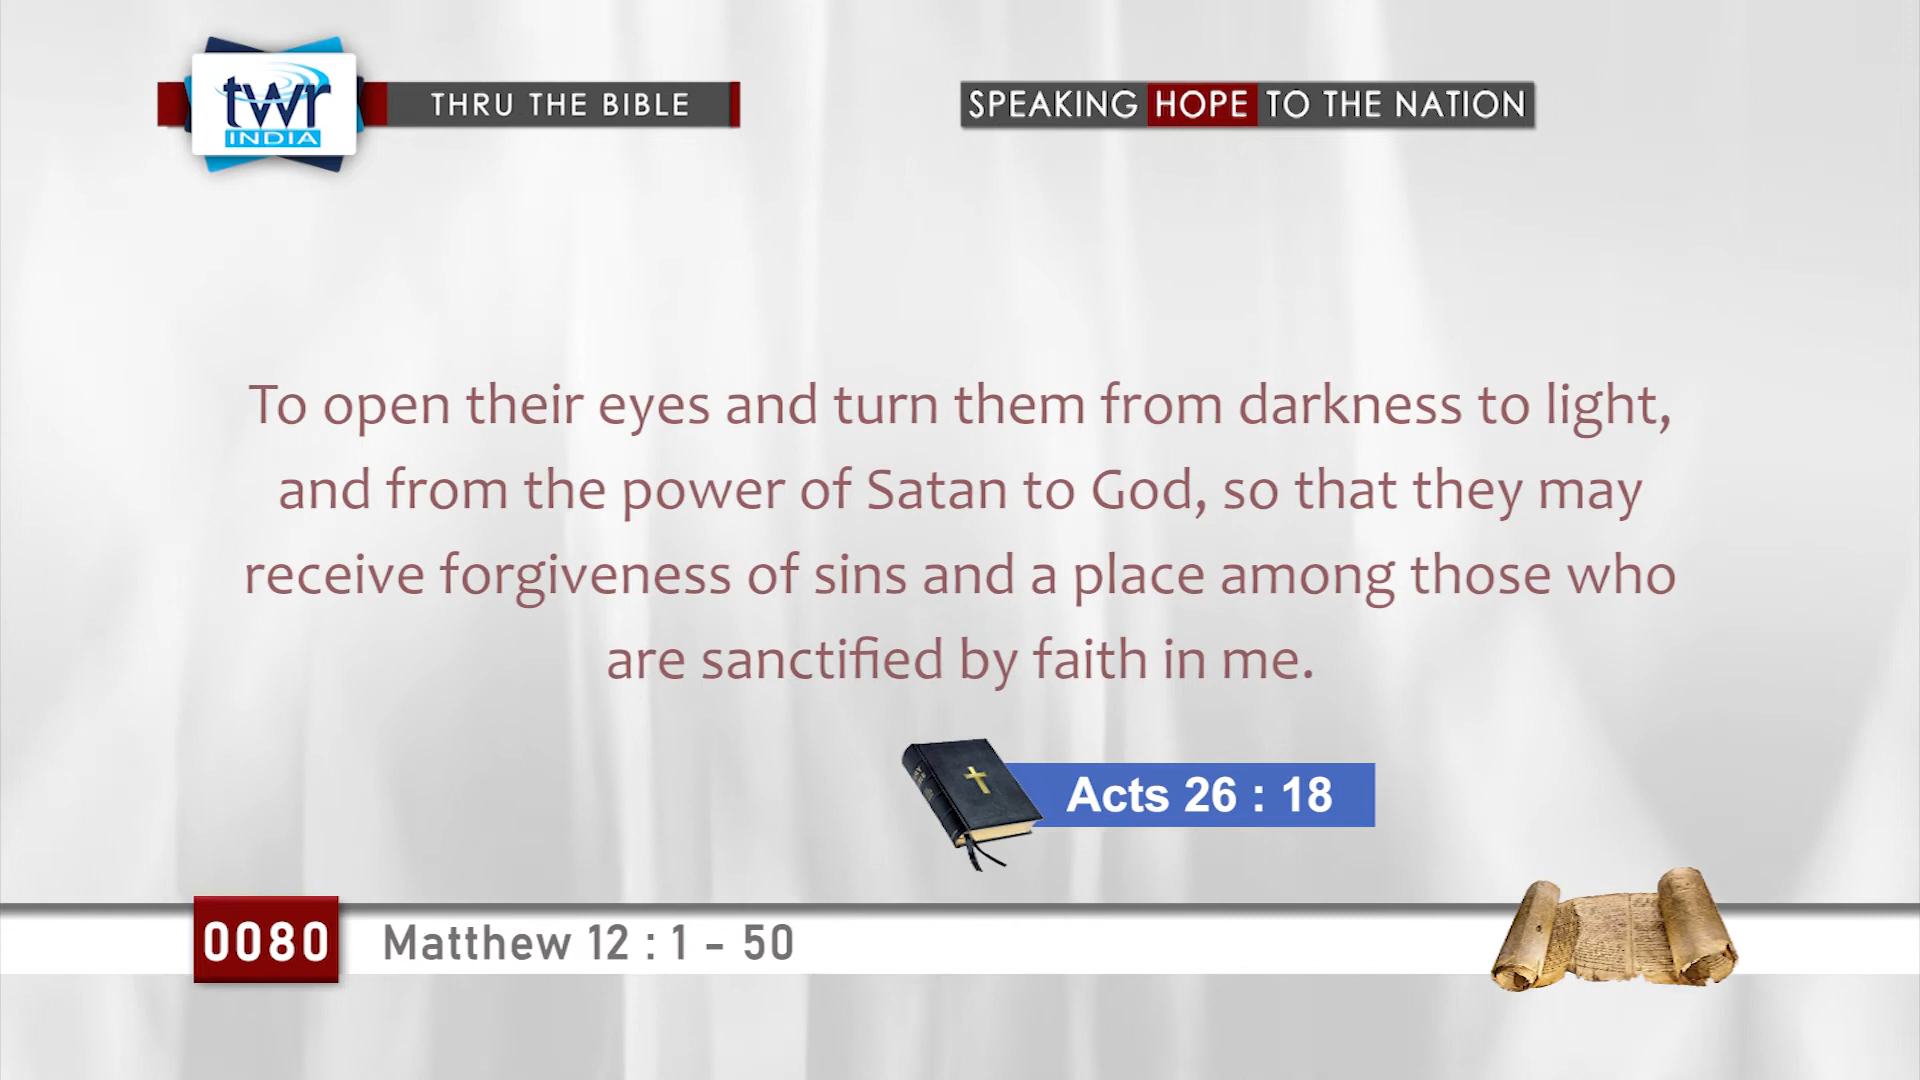 twr
INDIA
THRU THE BIBLE
SPEAKING HOPE TO THE NATION
To open their eyes and turn them from darkness to light,
and from the power of Satan to God, so that they may
receive forgiveness of sins and a place among those who
are sanctified by faith in me.
Acts 26 : 18
0080
Matthew 12 : 1 - 50